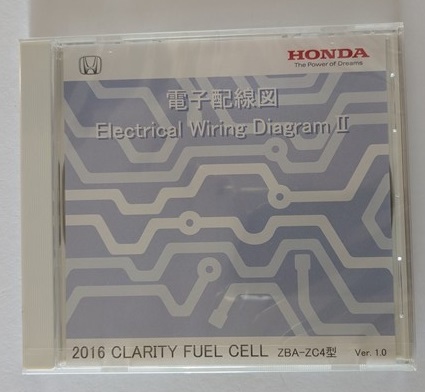 HONDA
The Power of Dreams
電子配線図
Electrical Wiring Diagram Ⅱ
2016 CLARITY FUEL CELL ZBA-ZC4型 Ver. 1.0